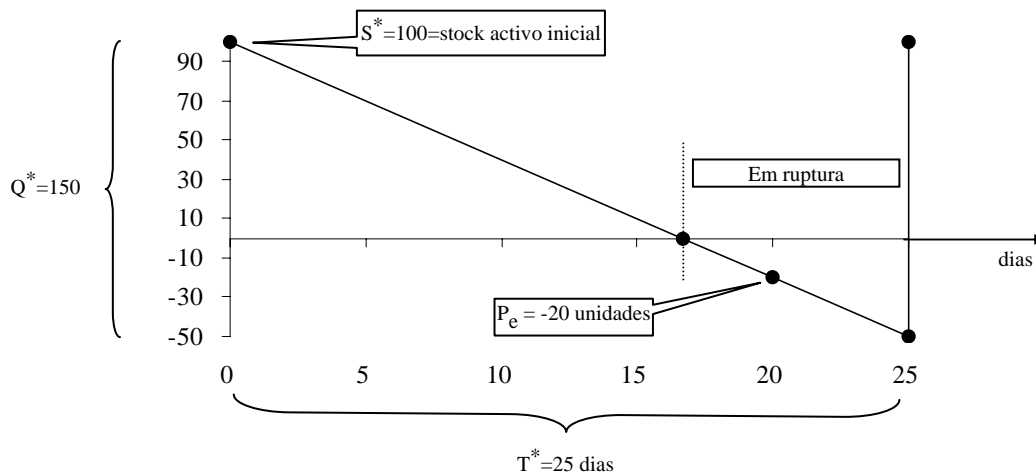 S*=100=stock activo inicial
90
70
50
Q*=150
30
Em ruptura
10
-10
dias
-30
Pe = -20 unidades
-50
0 5 10 15 20 25
T*=25 dias